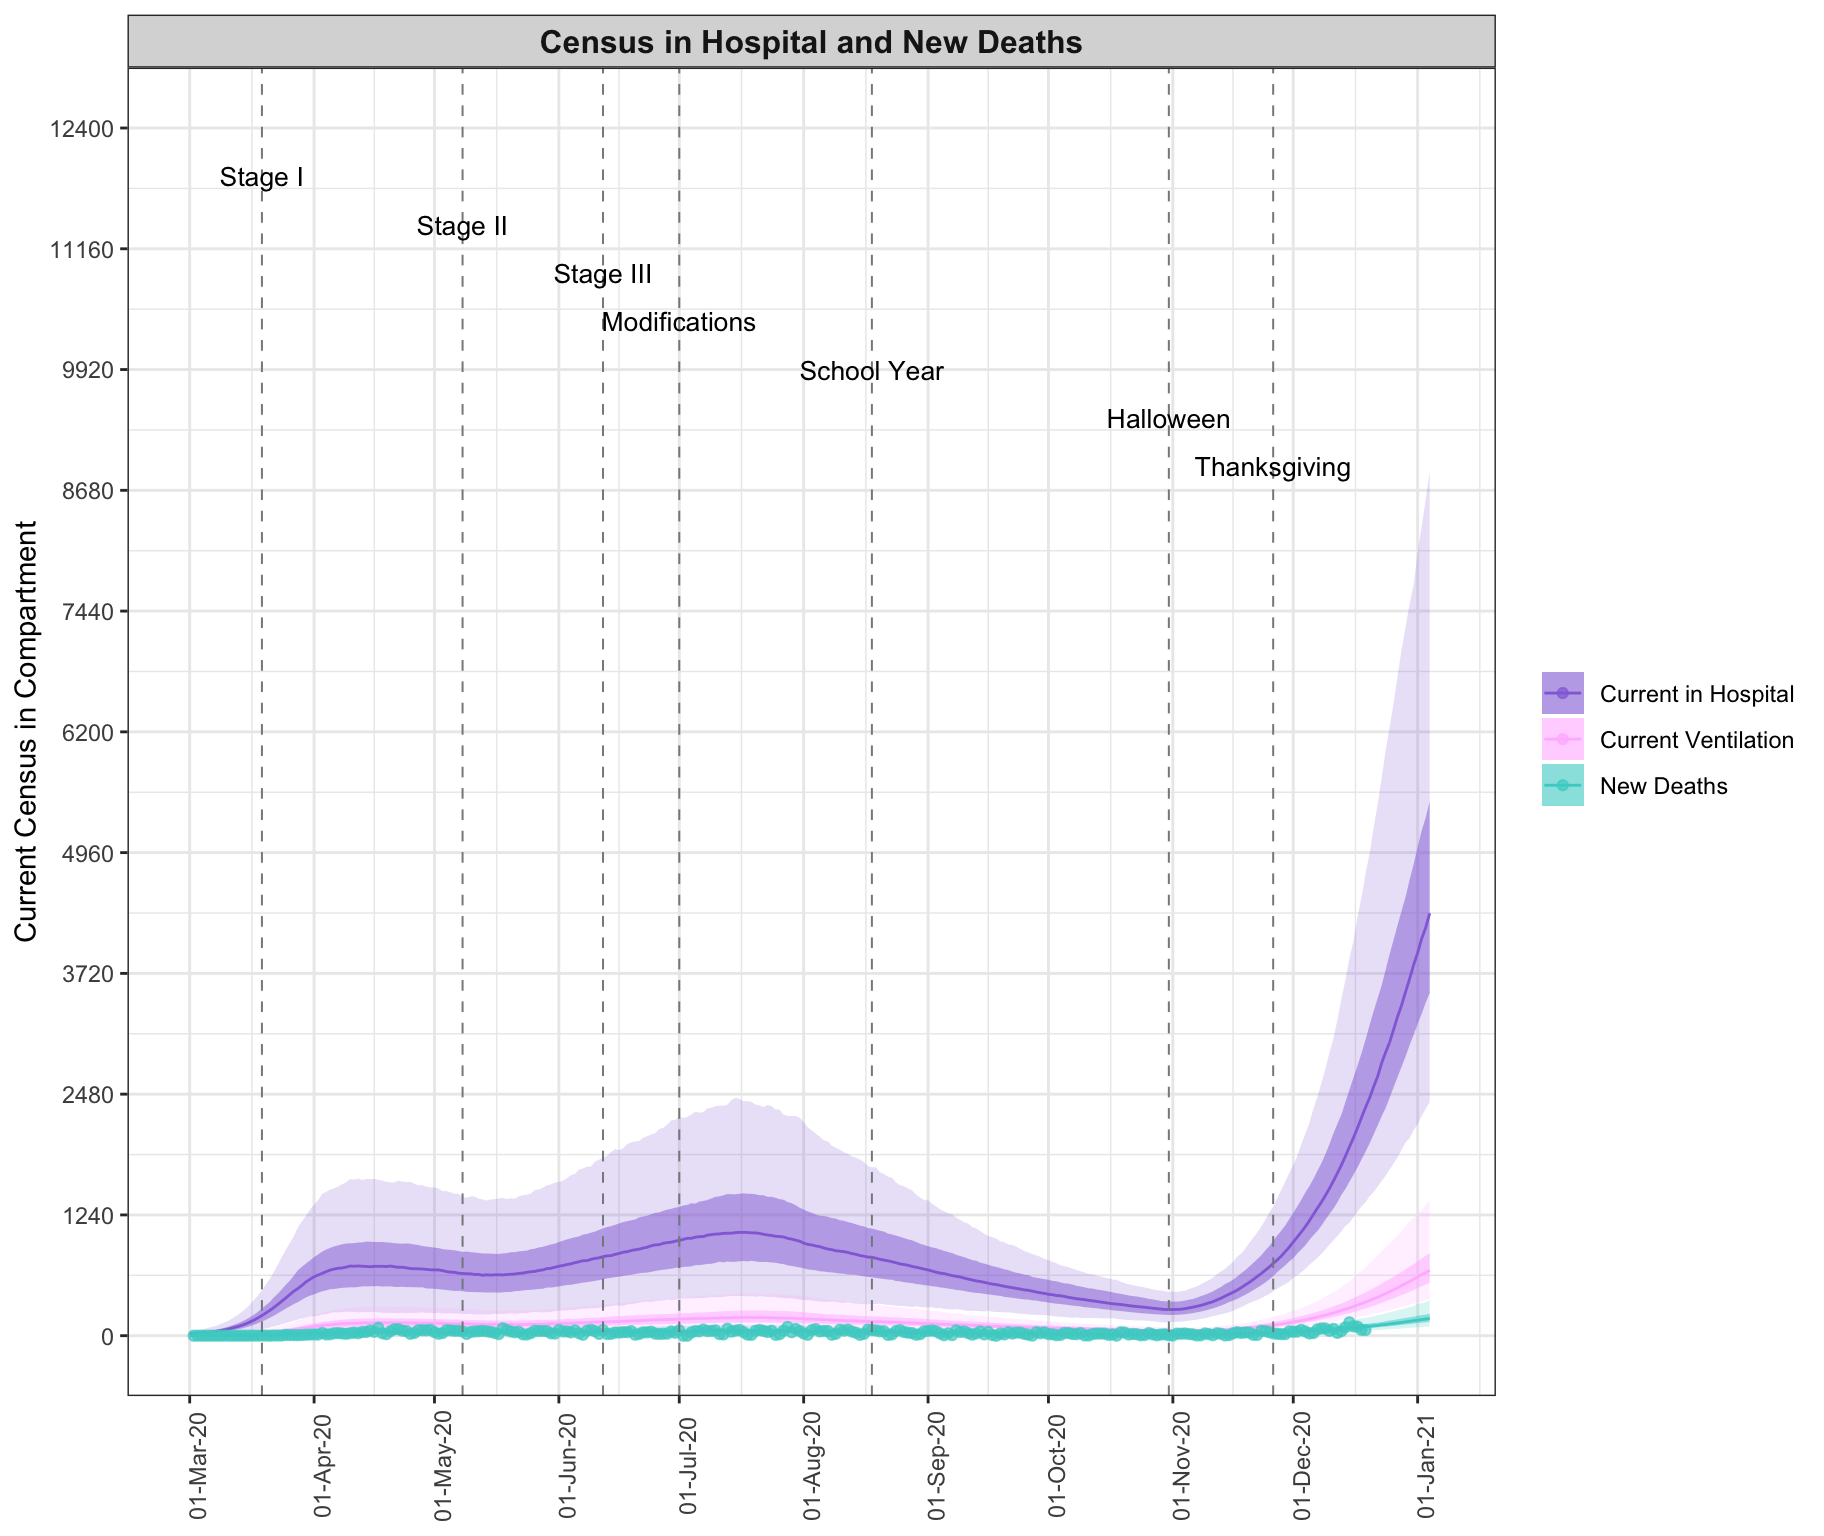 Census in Hospital and New Deaths
Current Census in Compartment
12400
11160
9920
8680
7440
6200
4960
3720
2480
1240
0
Stage I
Stage II
Stage III
Modifications
School Year
Halloween
Thanksgiving
01-Mar-20
01-Apr-20
01-May-20
01-Jun-20
01-Jul-20
01-Aug-20
01-Sep-20
01-Oct-20
01-Nov-20
01-Dec-20
01-Jan-21
Current in Hospital
Current Ventilation
New Deaths